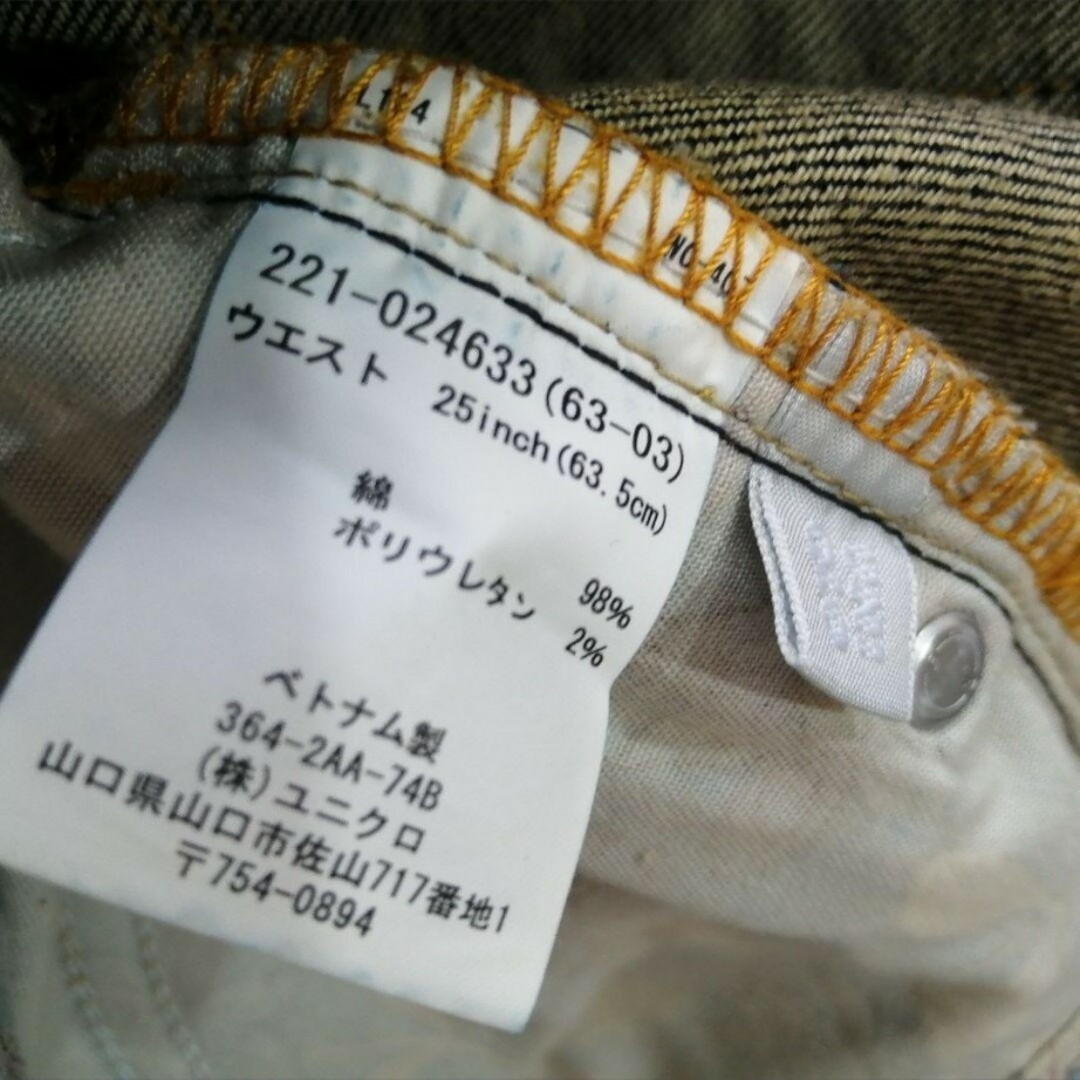 221-024633(63-03)
ウエスト 25inch(63.5cm)
綿 98%
ポリウレタン 2%
ベトナム製
364-2AA-74B
(株)ユニクロ
山口県山口市佐山717番地1
〒754-0894